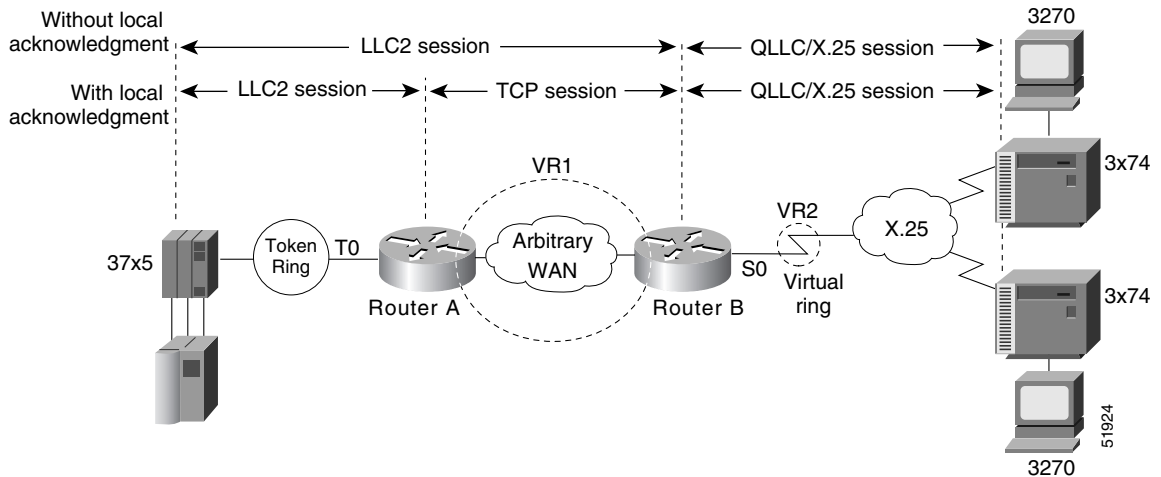 Without local
acknowledgment
LLC2 session
QLLC/X.25 session
3270
With local
acknowledgment
LLC2 session
TCP session
QLLC/X.25 session
VR1
3x74
37x5
Token
Ring
T0
Router A
Arbitrary
WAN
Router B
S0
VR2
Virtual
ring
X.25
3x74
3270
51924